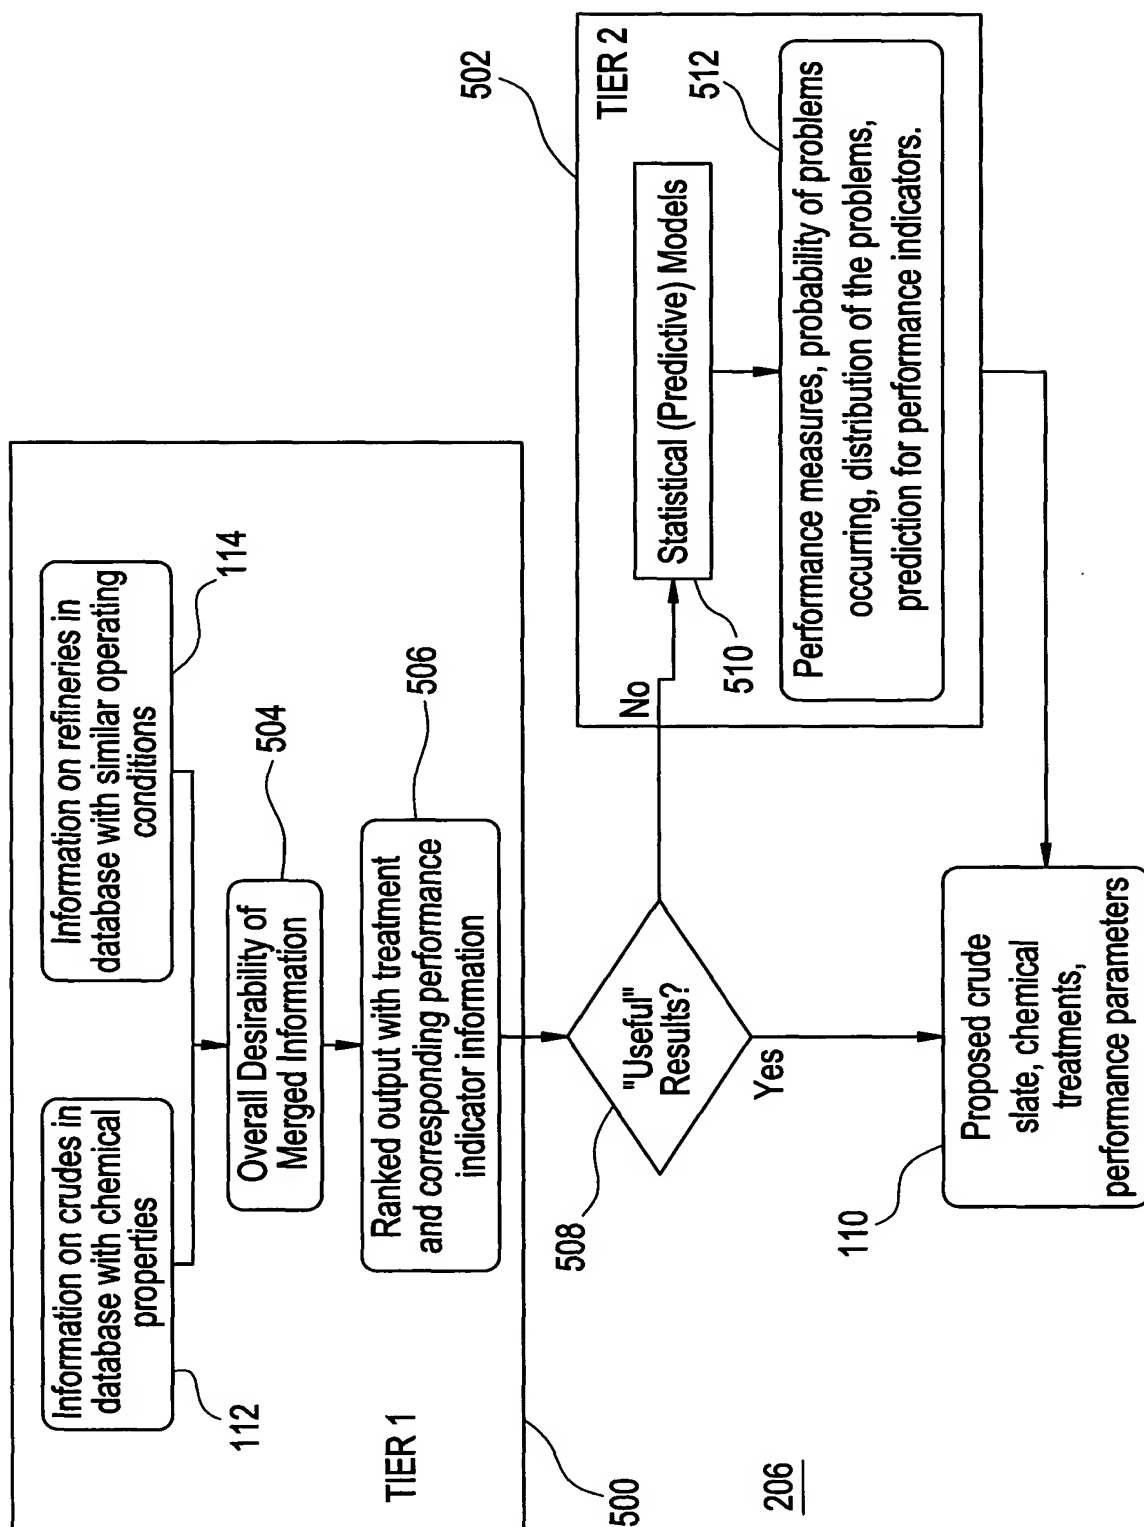 TIER 1
Information on crudes in
database with chemical
properties
112
Information on refineries in
database with similar operating
conditions
114
Overall Desirability of
Merged Information
504
Ranked output with treatment
and corresponding performance
indicator information
506
500
"Useful"
Results?
508
No
Yes
502
TIER 2
Statistical (Predictive) Models
510
Performance measures, probability of problems
occurring, distribution of the problems,
prediction for performance indicators.
512
Proposed crude
slate, chemical
treatments,
performance parameters
110
206